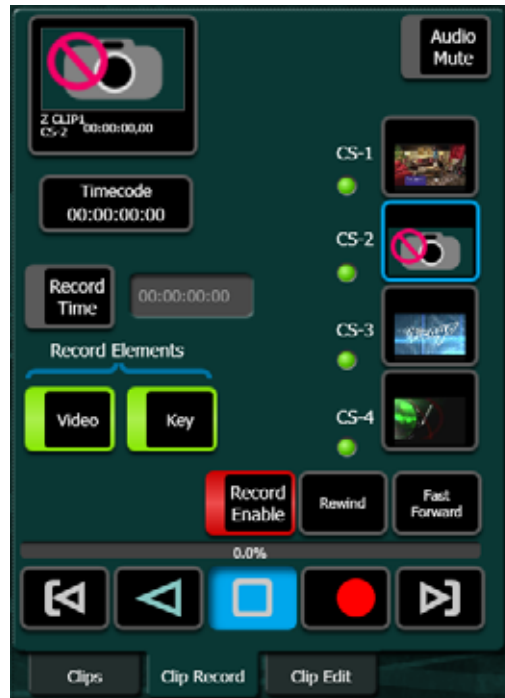 Audio
Mute
Z CLIP1
CS-2 00:00:00,00
CS-1
Timecode
00:00:00:00
CS-2
Record
Time
00:00:00:00
CS-3
Record Elements
Video
Key
CS-4
Record
Enable
Rewind
Fast
Forward
0.0%
Clips
Clip Record
Clip Edit